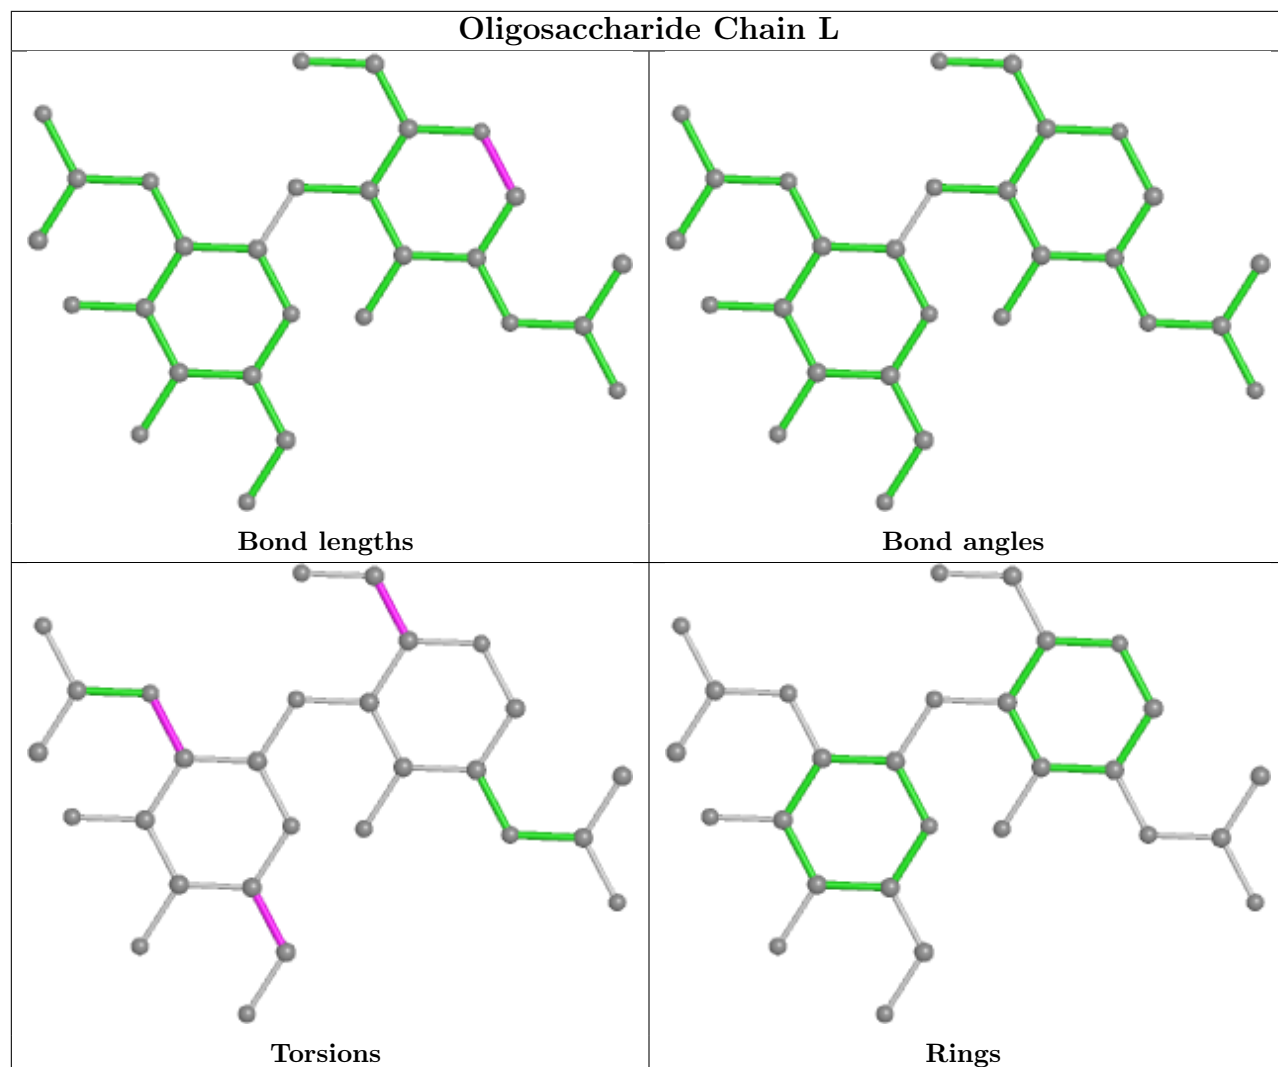 Oligosaccharide Chain L
Bond lengths
Bond angles
Torsions
Rings